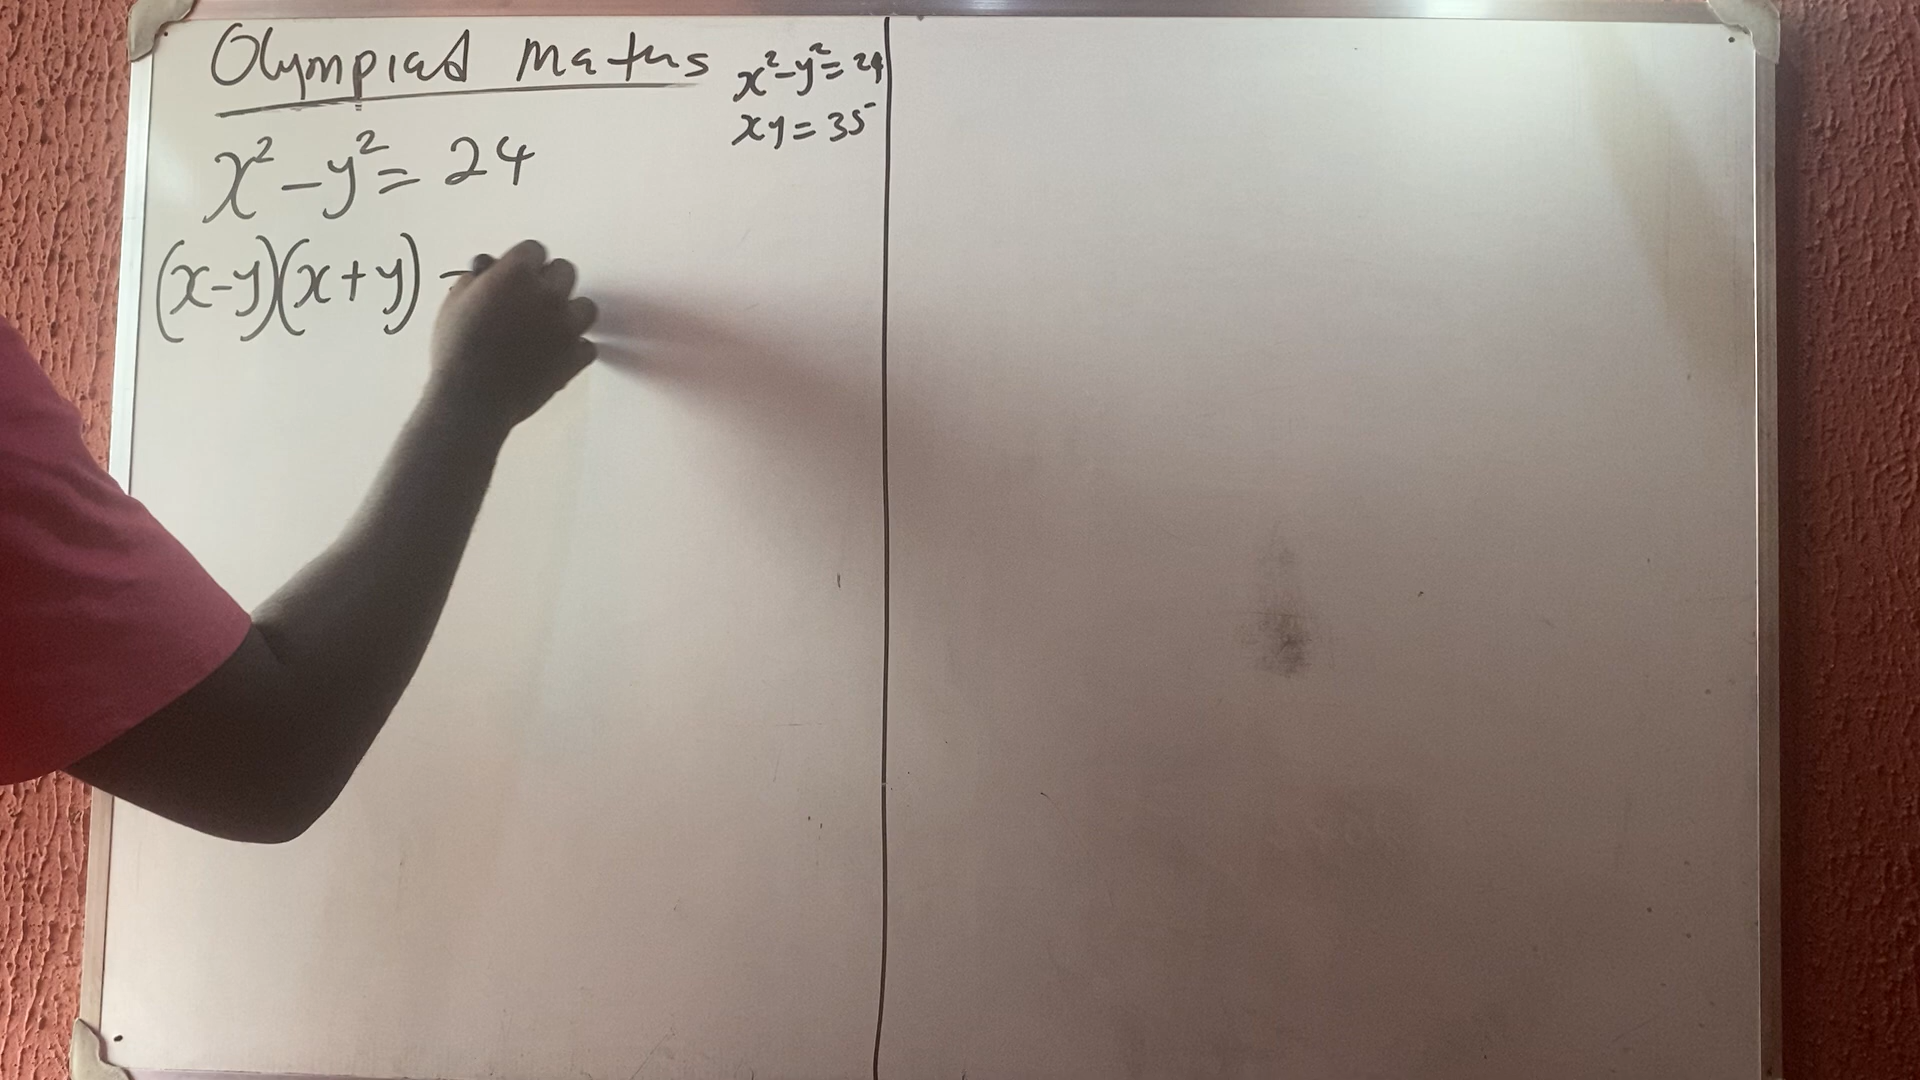 Olympiad Maths
x²-y²=24
xy=35
x²-y²=24
(x-y)(x+y)